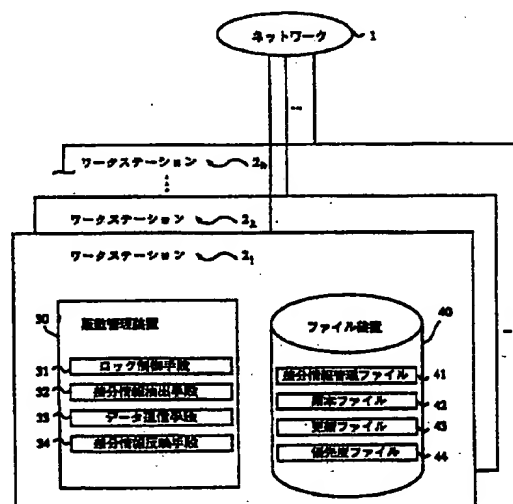 ネットワーク
1
ワークステーション
2n
ワークステーション
22
ワークステーション
21
30
版数管理装置
31
ロック制御手段
32
差分情報抽出手段
33
データ通信手段
34
差分情報反映手段
ファイル装置
40
差分情報管理ファイル
41
原本ファイル
42
更新ファイル
43
優先度ファイル
44